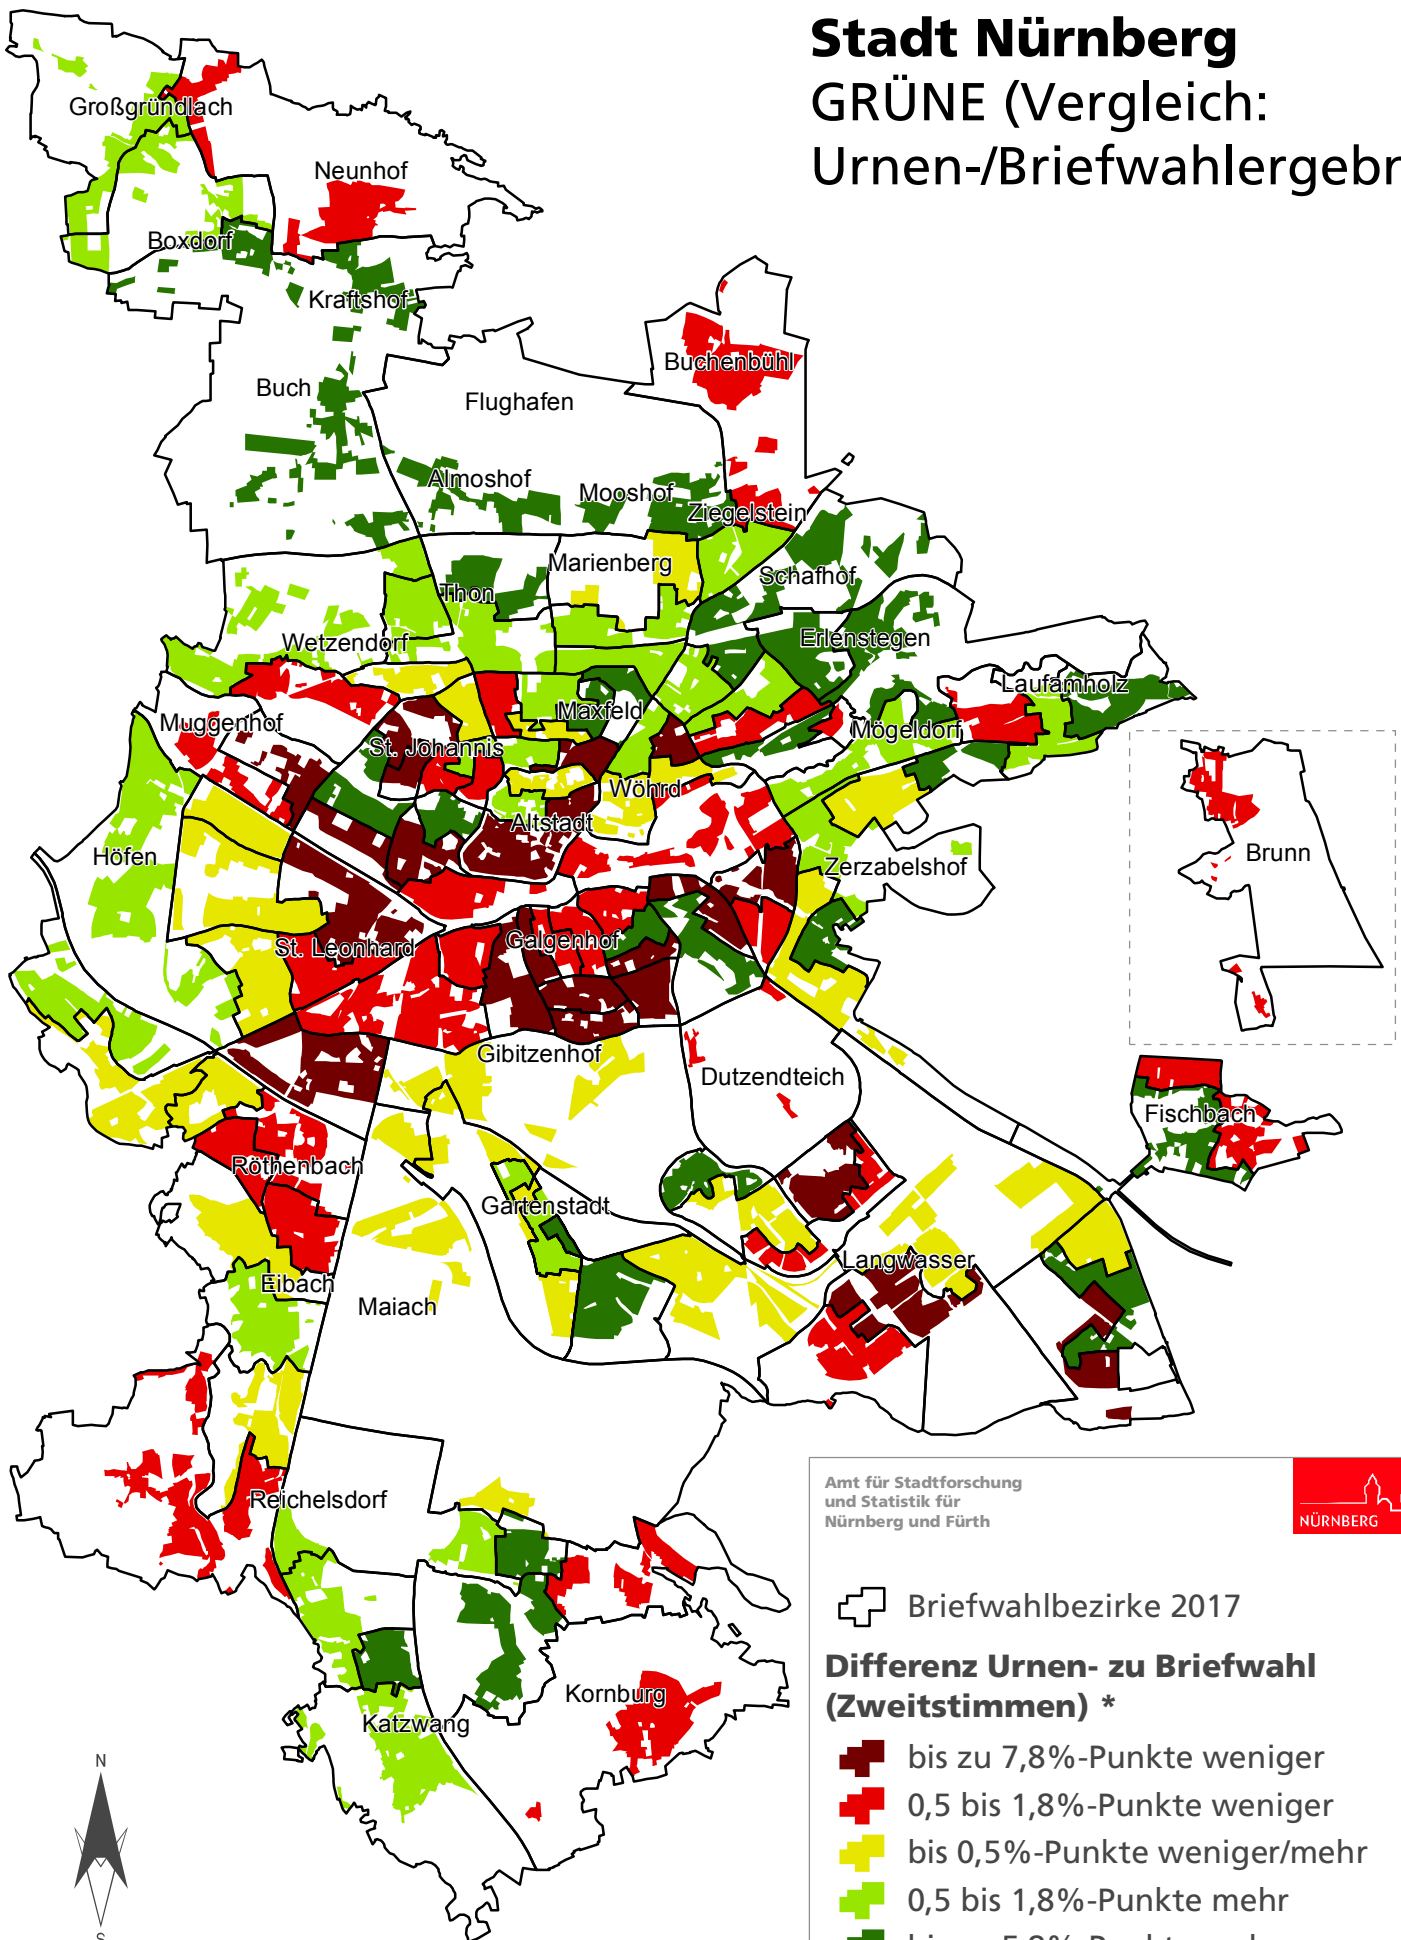 Stadt Nürnberg
GRÜNE (Vergleich:
Urnen-/Briefwahlergebn
Großgründlach
Neunhof
Boxdorf
Kraftshof
Buchenbühl
Buch
Flughafen
Almoshof
Mooshof
Ziegelstein
Marienberg
Schafhof
Thon
Wetzendorf
Erlenstegen
Laufamholz
Maxfeld
Muggenhof
Mögeldorf
St. Johannis
Wöhrd
Altstadt
Höfen
Zerzabelshof
Brunn
St. Leonhard
Galgenhof
Gibitzenhof
Dutzendteich
Fischbach
Röthenbach
Gartenstadt
Langwasser
Eibach
Maiach
Reichelsdorf
Kornburg
Katzwang
N
S
Amt für Stadtforschung
und Statistik für
Nürnberg und Fürth
NÜRNBERG
Briefwahlbezirke 2017
Differenz Urnen- zu Briefwahl
(Zweitstimmen) *
bis zu 7,8%-Punkte weniger
0,5 bis 1,8%-Punkte weniger
bis 0,5%-Punkte weniger/mehr
0,5 bis 1,8%-Punkte mehr